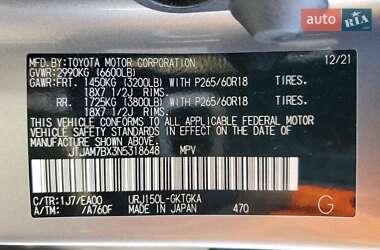 AUTO RIA
MFD.BY:TOYOTA MOTOR CORPORATION 12/21
GVWR:2990KG (6600LB)
GAWR:FRT. 1450KG (3200LB) WITH P265/60R18 TIRES.
18X7 1/2J RIMS.
RR. 1725KG (3800LB) WITH P265/60R18 TIRES.
18X7 1/2J RIMS.
THIS VEHICLE CONFORMS TO ALL APPLICABLE FEDERAL MOTOR
VEHICLE SAFETY STANDARDS IN EFFECT ON THE DATE OF
MANUFACTURE SHOWN ABOVE.
JTJAM7BX3N5318648 MPV
C/TR:1J7/EA00 URJ150L-GKTGKA
A/TM: /A760F MADE IN JAPAN 470 G